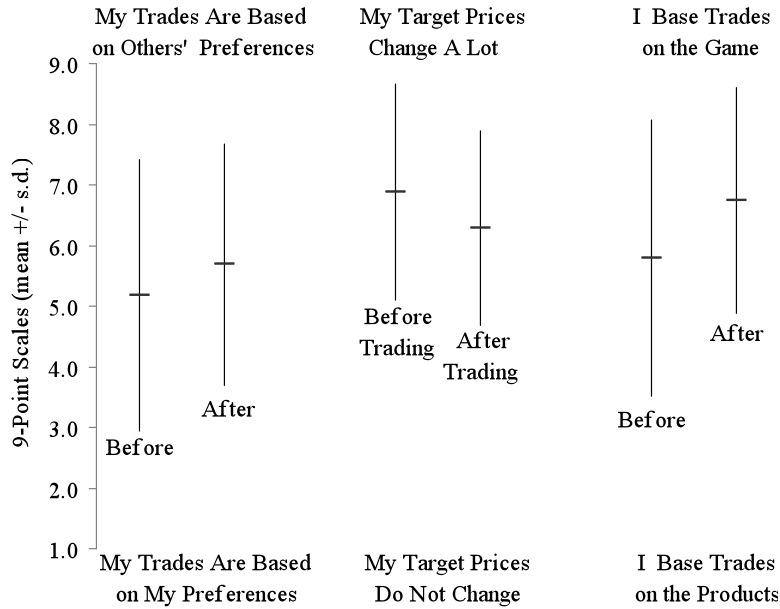 My Trades Are Based
on Others' Preferences
My Target Prices
Change A Lot
I Base Trades
on the Game
9-Point Scales (mean +/- s.d.)
9.0
8.0
7.0
6.0
5.0
4.0
3.0
2.0
1.0
Before
After
Before
Trading
After
Trading
Before
After
My Trades Are Based
on My Preferences
My Target Prices
Do Not Change
I Base Trades
on the Products